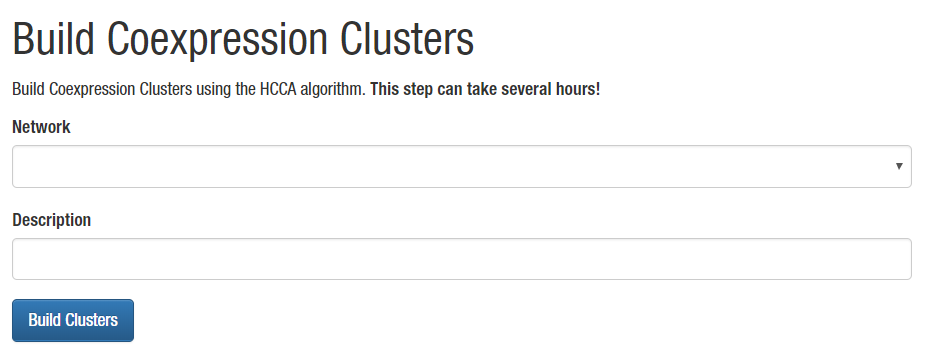 Build Coexpression Clusters
Build Coexpression Clusters using the HCCA algorithm. This step can take several hours!
Network
Description
Build Clusters